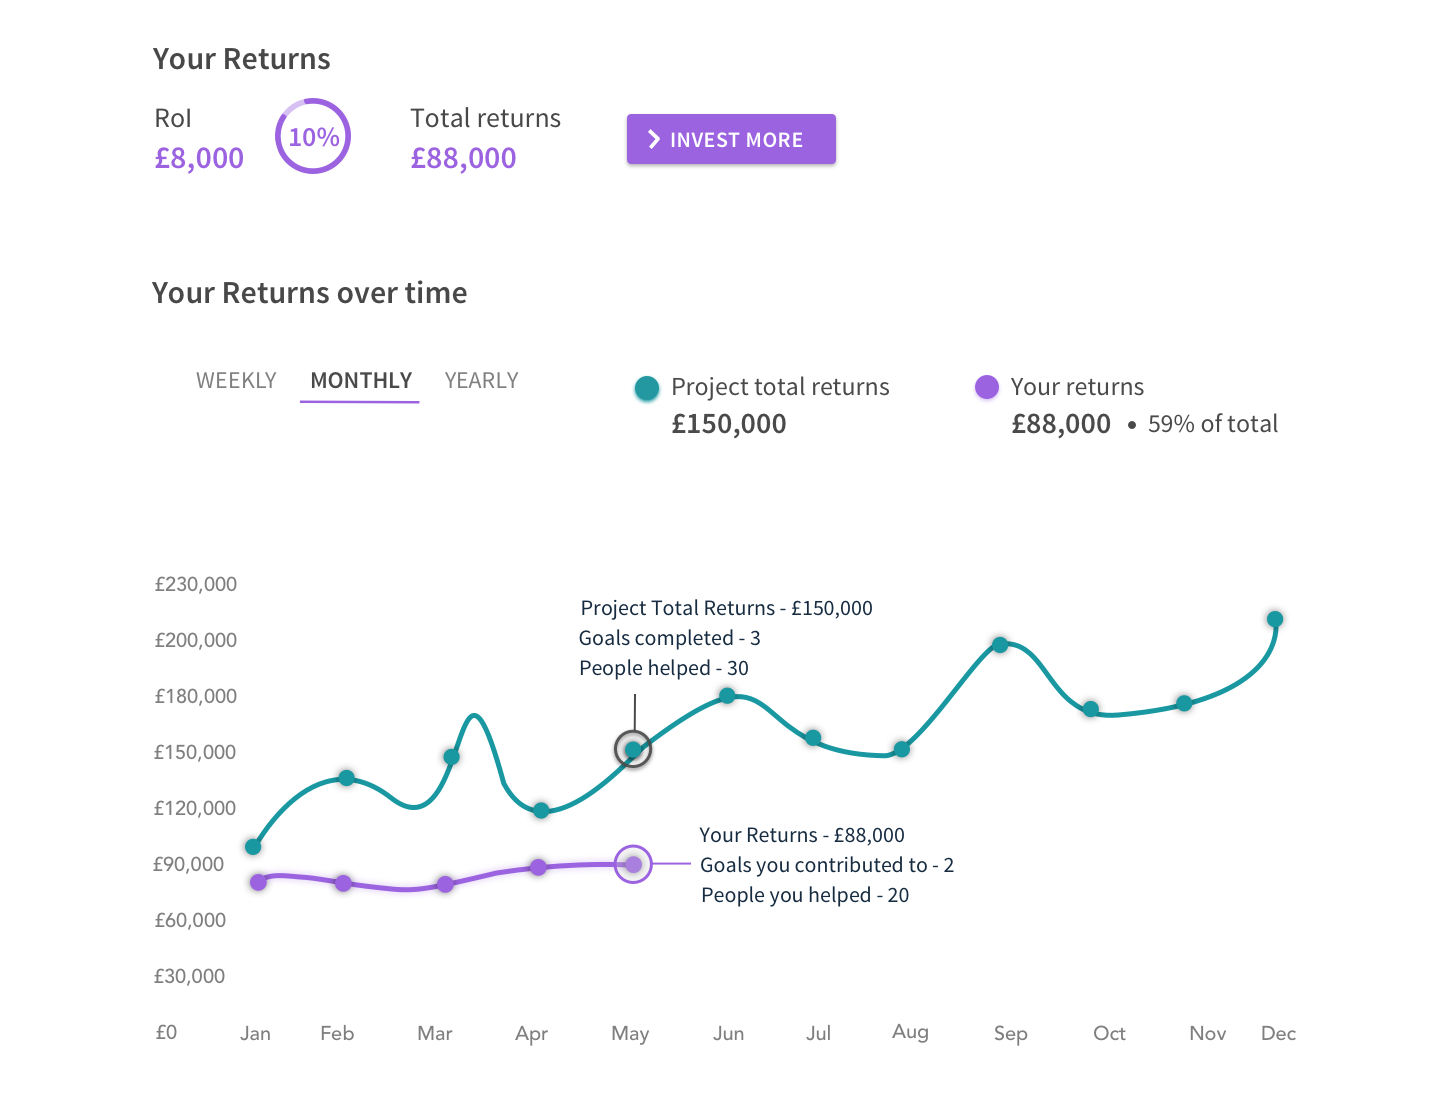 Your Returns
RoI
£8,000
10%
Total returns
£88,000
INVEST MORE
Your Returns over time
WEEKLY MONTHLY YEARLY
Project total returns
£150,000
Your returns
£88,000 • 59% of total
£230,000
£200,000
£180,000
£150,000
£120,000
£90,000
£60,000
£30,000
£0
Project Total Returns - £150,000
Goals completed - 3
People helped - 30
Your Returns - £88,000
Goals you contributed to - 2
People you helped - 20
Jan Feb Mar Apr May Jun Jul Aug Sep Oct Nov Dec